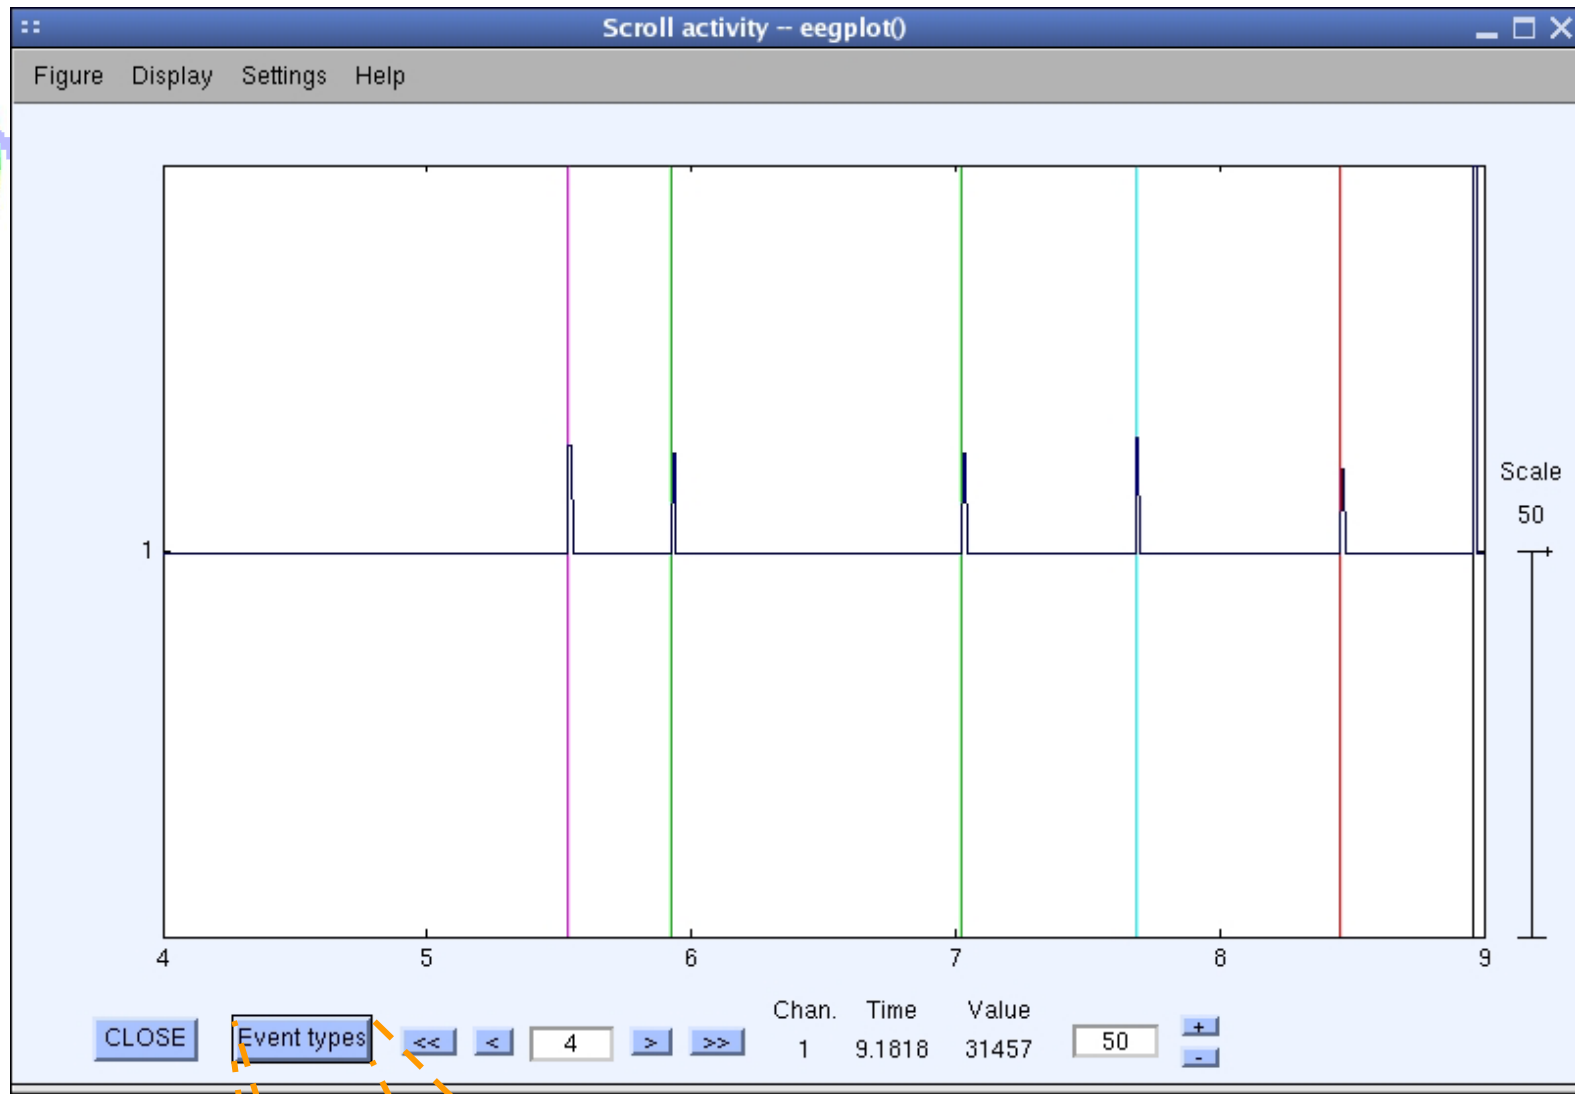 Scroll activity -- eegplot()
Figure Display Settings Help
Scale
50
+
1
4 5 6 7 8 9
Chan. Time Value
CLOSE Event types << < 4 > >> 1 9.1818 31457 50 +
-